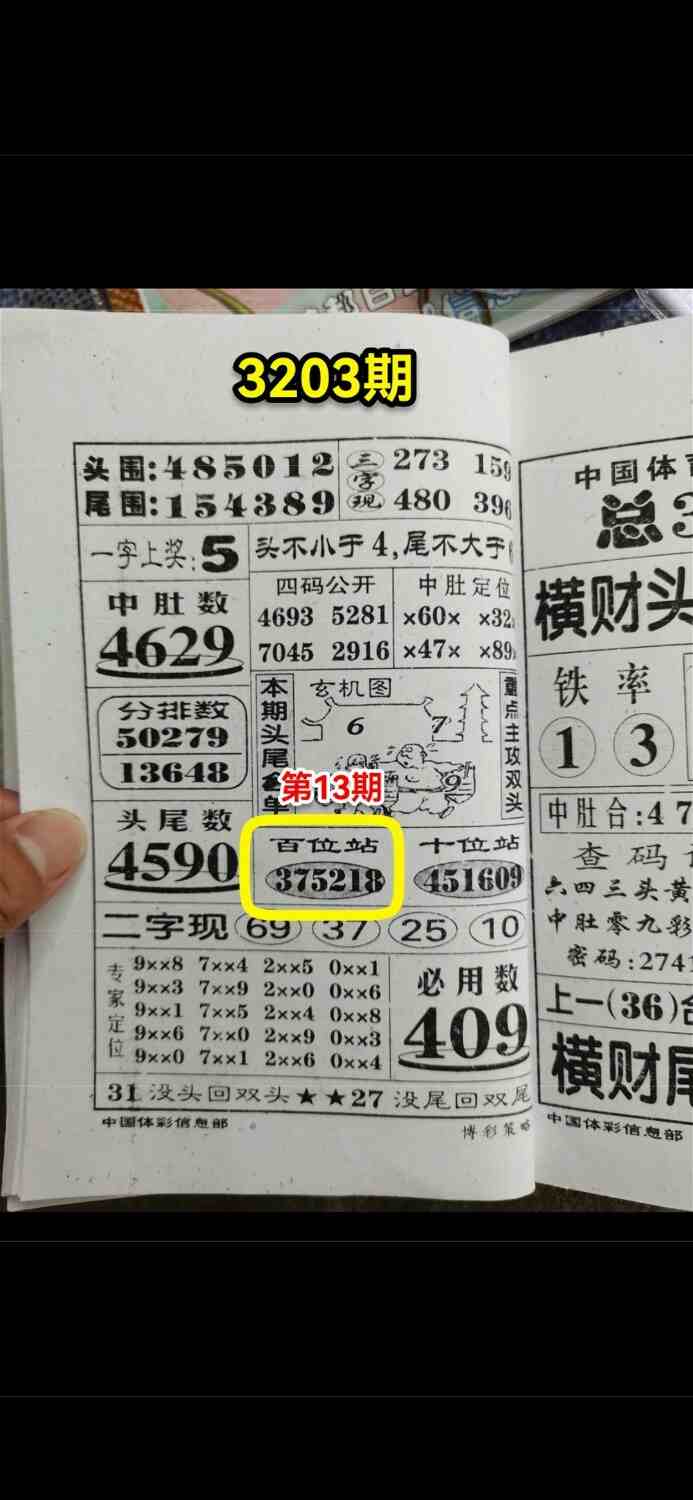 3203期
头围:485012
尾围:154389
三字现
273 159
480 396
一字上奖:5
头不小于4,尾不大于
中肚数
4629
四码公开
4693 5281
7045 2916
中肚定位
×60× ×32
×47× ×89
分排数
50279
13648
本期头尾
单
玄机图
6 7
9
重点主攻双头
第13期
头尾数
4590
百位站
375218
十位站
451609
二字现 69 37 25 10
专家定位
9××8 7××4 2××5 0××1
9××3 7××9 2××0 0××6
9××1 7××5 2××4 0××8
9××6 7××0 2××9 0××3
9××0 7××1 2××6 0××4
必用数
409
31没头回双头★★27没尾回双尾
中国体彩信息部
博彩策略
中国体育
总3
横财头
铁率
1 3
中肚合:47
查码
六四三头黄
中肚零九彩
密码:2741
上一(36)合
横财尾
中国体彩信息部